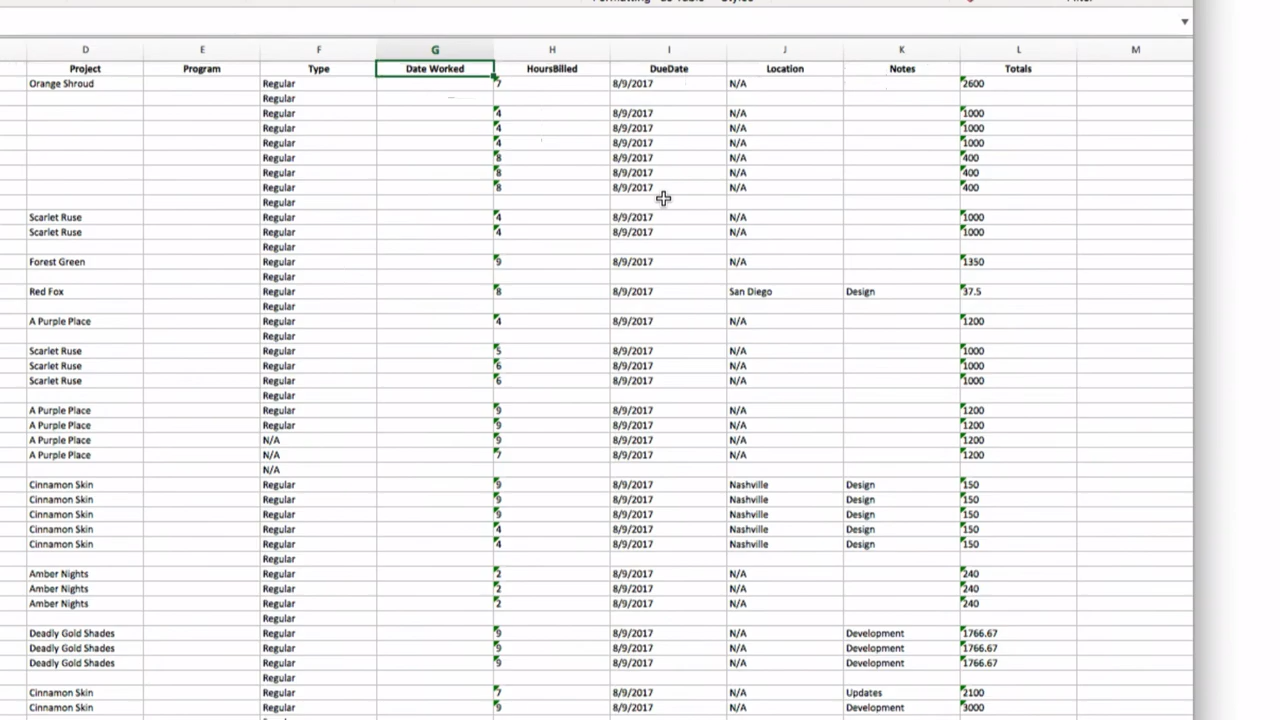 D E F G H I J K L M
Project Program Type Date Worked HoursBilled DueDate Location Notes Totals
Orange Shroud Regular 7 8/9/2017 N/A 2600
Regular
Regular 4 8/9/2017 N/A 1000
Regular 4 8/9/2017 N/A 1000
Regular 4 8/9/2017 N/A 1000
Regular 8 8/9/2017 N/A 400
Regular 8 8/9/2017 N/A 400
Regular 8 8/9/2017 N/A 400
Regular
Scarlet Ruse Regular 4 8/9/2017 N/A 1000
Scarlet Ruse Regular 4 8/9/2017 N/A 1000
Regular
Forest Green Regular 9 8/9/2017 N/A 1350
Regular
Red Fox Regular 8 8/9/2017 San Diego Design 37.5
Regular
A Purple Place Regular 4 8/9/2017 N/A 1200
Regular
Scarlet Ruse Regular 5 8/9/2017 N/A 1000
Scarlet Ruse Regular 6 8/9/2017 N/A 1000
Scarlet Ruse Regular 6 8/9/2017 N/A 1000
Regular
A Purple Place Regular 9 8/9/2017 N/A 1200
A Purple Place Regular 9 8/9/2017 N/A 1200
A Purple Place N/A 9 8/9/2017 N/A 1200
A Purple Place N/A 7 8/9/2017 N/A 1200
N/A
Cinnamon Skin Regular 9 8/9/2017 Nashville Design 150
Cinnamon Skin Regular 9 8/9/2017 Nashville Design 150
Cinnamon Skin Regular 9 8/9/2017 Nashville Design 150
Cinnamon Skin Regular 4 8/9/2017 Nashville Design 150
Cinnamon Skin Regular 4 8/9/2017 Nashville Design 150
Regular
Amber Nights Regular 2 8/9/2017 N/A 240
Amber Nights Regular 2 8/9/2017 N/A 240
Amber Nights Regular 2 8/9/2017 N/A 240
Regular
Deadly Gold Shades Regular 9 8/9/2017 N/A Development 1766.67
Deadly Gold Shades Regular 9 8/9/2017 N/A Development 1766.67
Deadly Gold Shades Regular 9 8/9/2017 N/A Development 1766.67
Regular
Cinnamon Skin Regular 7 8/9/2017 N/A Updates 2100
Cinnamon Skin Regular 9 8/9/2017 N/A Development 3000